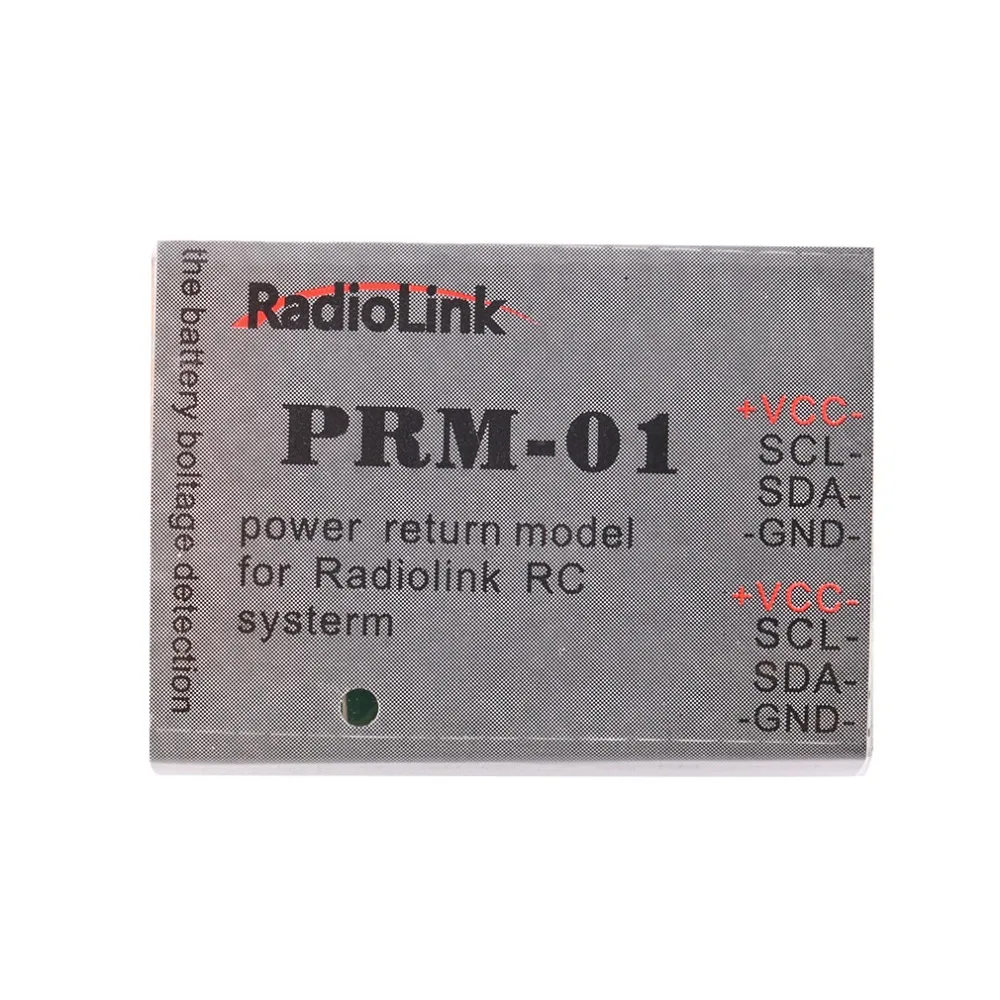 the battery boltage detection
RadioLink
PRM-01
power return model
for Radiolink RC
systerm
+VCC-
SCL-
SDA-
-GND-
+VCC-
SCL-
SDA-
-GND-